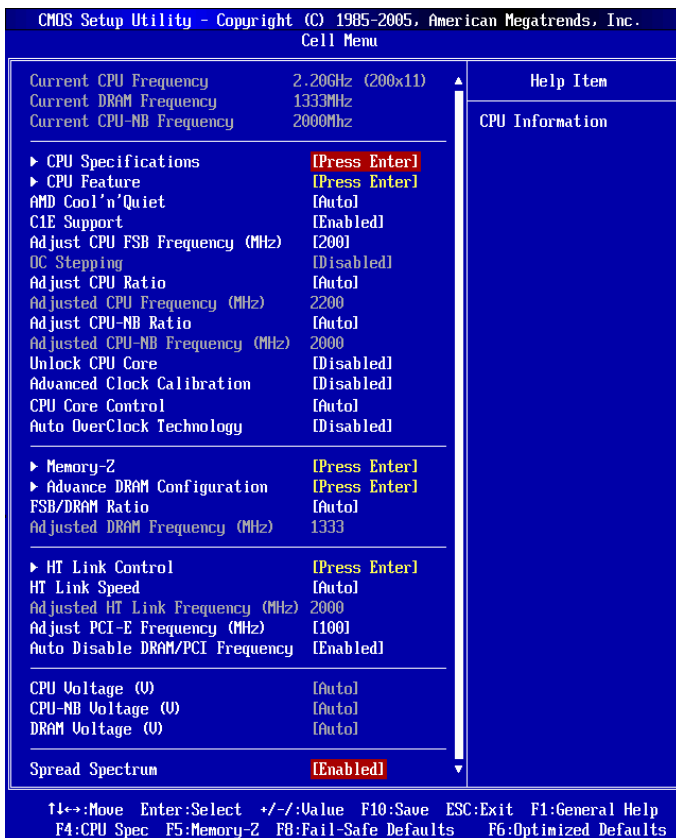 CMOS Setup Utility - Copyright (C) 1985-2005, American Megatrends, Inc.
Cell Menu
Current CPU Frequency 2.20GHz (200x11)
Current DRAM Frequency 1333MHz
Current CPU-NB Frequency 2000Mhz
Help Item
CPU Information
▶ CPU Specifications [Press Enter]
▶ CPU Feature [Press Enter]
AMD Cool'n'Quiet [Auto]
C1E Support [Enabled]
Adjust CPU FSB Frequency (MHz) [200]
OC Stepping [Disabled]
Adjust CPU Ratio [Auto]
Adjusted CPU Frequency (MHz) 2200
Adjust CPU-NB Ratio [Auto]
Adjusted CPU-NB Frequency (MHz) 2000
Unlock CPU Core [Disabled]
Advanced Clock Calibration [Disabled]
CPU Core Control [Auto]
Auto OverClock Technology [Disabled]
▶ Memory-Z [Press Enter]
▶ Advance DRAM Configuration [Press Enter]
FSB/DRAM Ratio [Auto]
Adjusted DRAM Frequency (MHz) 1333
▶ HT Link Control [Press Enter]
HT Link Speed [Auto]
Adjusted HT Link Frequency (MHz) 2000
Adjust PCI-E Frequency (MHz) [100]
Auto Disable DRAM/PCI Frequency [Enabled]
CPU Voltage (V) [Auto]
CPU-NB Voltage (V) [Auto]
DRAM Voltage (V) [Auto]
Spread Spectrum [Enabled]
↑↓←→:Move Enter:Select +/-/:Value F10:Save ESC:Exit F1:General Help
F4:CPU Spec F5:Memory-Z F8:Fail-Safe Defaults F6:Optimized Defaults